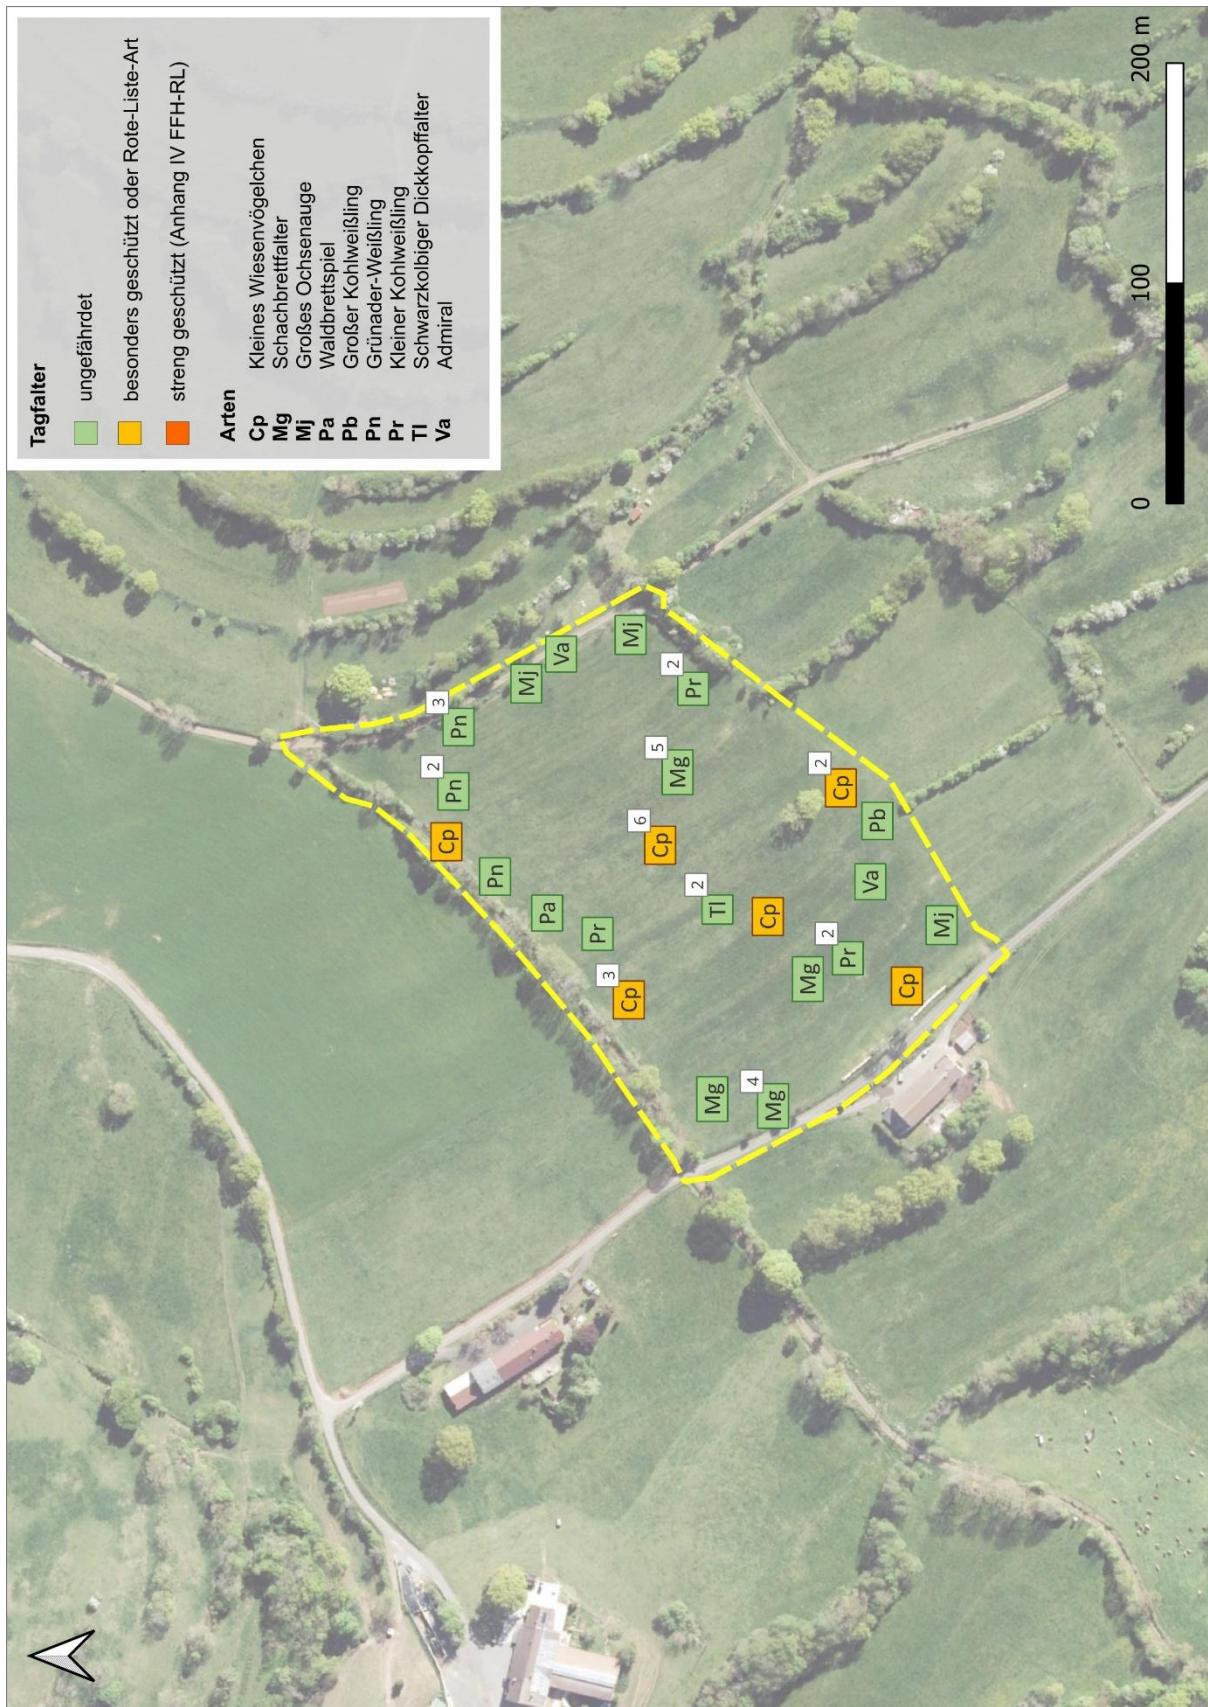 Tagfalter
ungefährdet
besonders geschützt oder Rote-Liste-Art
streng geschützt (Anhang IV FFH-RL)
Arten
Cp Kleines Wiesenvögelchen
Mg Schachbrettfalter
Mj Großes Ochsenauge
Pa Waldbrettspiel
Pb Großer Kohlweißling
Pn Grünader-Weißling
Pr Kleiner Kohlweißling
Tl Schwarzkolbiger Dickkopffalter
Va Admiral
Cp
Pn 2
Pn 3
Pn
Mj
Pa
Va
Pr
Cp 3
Mj
Cp 6
Mg 5
Pr 2
Mg
Tl 2
Mg 4
Cp
Mg
Pr 2
Cp 2
Va
Pb
Cp
Mj
0 100 200 m